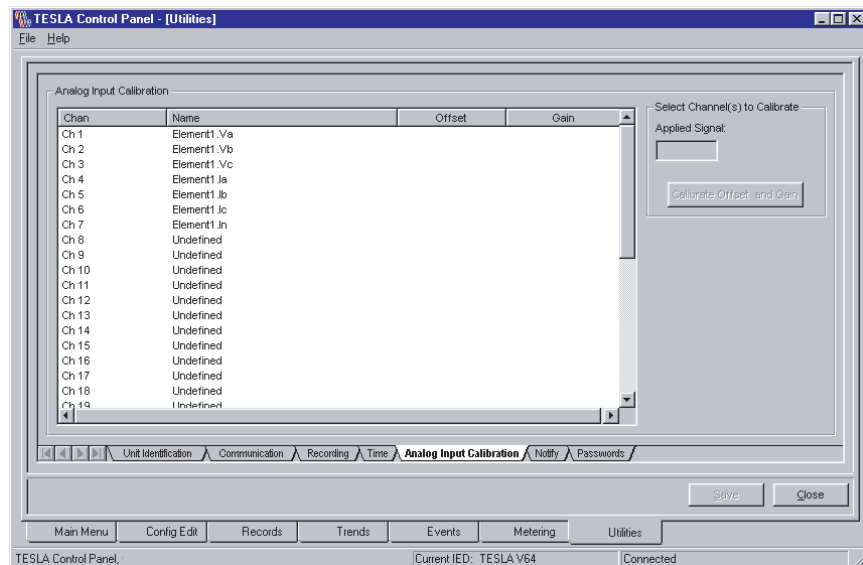 TESLA Control Panel - [Utilities]
File Help
Analog Input Calibration
Chan Name Offset Gain
Ch 1 Element1.Va
Ch 2 Element1.Vb
Ch 3 Element1.Vc
Ch 4 Element1.Ia
Ch 5 Element1.Ib
Ch 6 Element1.Ic
Ch 7 Element1.In
Ch 8 Undefined
Ch 9 Undefined
Ch 10 Undefined
Ch 11 Undefined
Ch 12 Undefined
Ch 13 Undefined
Ch 14 Undefined
Ch 15 Undefined
Ch 16 Undefined
Ch 17 Undefined
Ch 18 Undefined
Ch 19 Undefined
Select Channel(s) to Calibrate
Applied Signal:
Calibrate Offset and Gain
Unit Identification Communication Recording Time Analog Input Calibration Notify Passwords
Save Close
Main Menu Config Edit Records Trends Events Metering Utilities
TESLA Control Panel, Current IED: TESLA V64 Connected